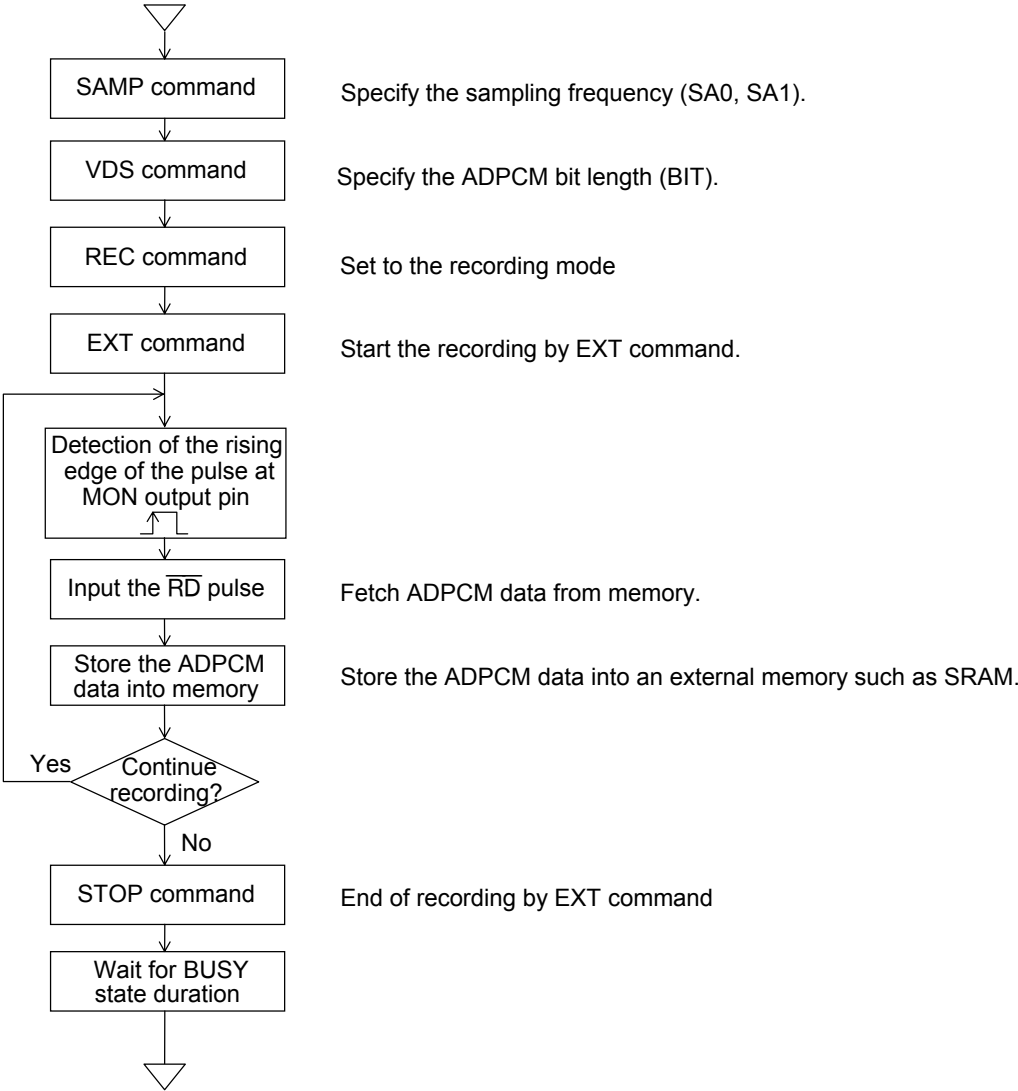 SAMP command
Specify the sampling frequency (SA0, SA1).
VDS command
Specify the ADPCM bit length (BIT).
REC command
Set to the recording mode
EXT command
Start the recording by EXT command.
Detection of the rising
edge of the pulse at
MON output pin
Input the R̅D̅ pulse
Fetch ADPCM data from memory.
Store the ADPCM
data into memory
Store the ADPCM data into an external memory such as SRAM.
Yes
Continue
recording?
No
STOP command
End of recording by EXT command
Wait for BUSY
state duration